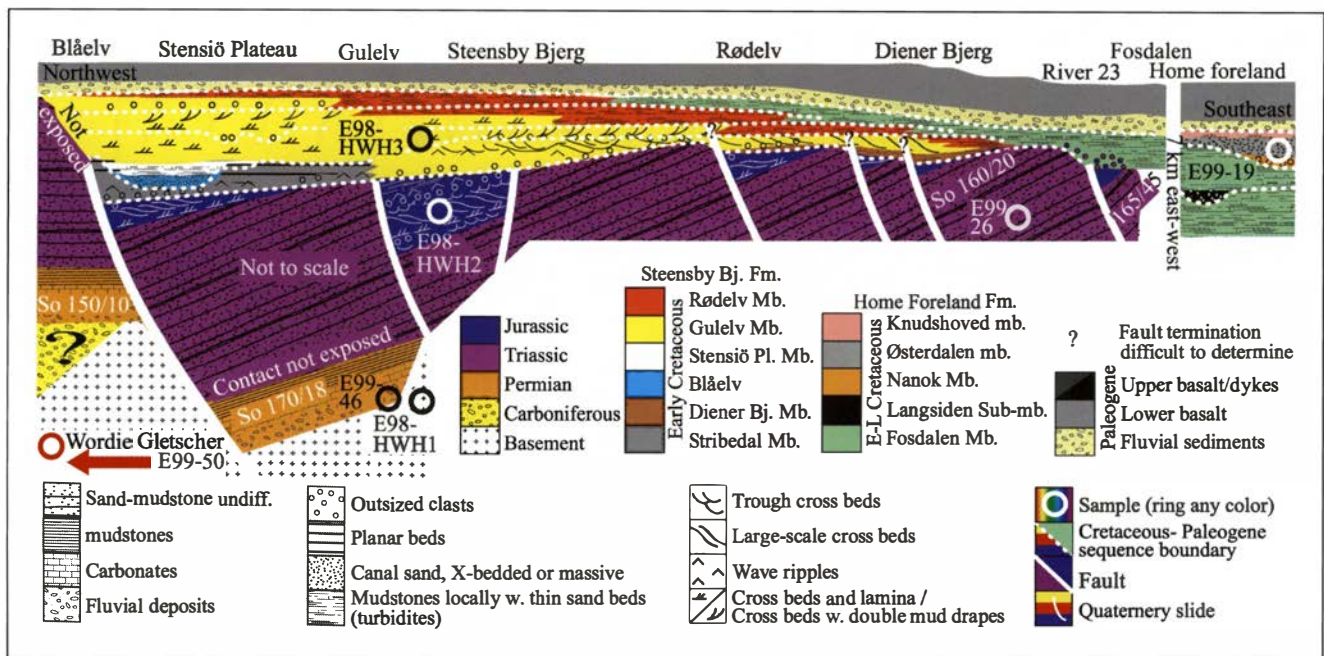 Blåelv Stensiö Plateau Gulelv Steensby Bjerg Rødelv Diener Bjerg Fosdalen
River 23 Home foreland
Northwest
Southeast
Not
exposed
E98-
HWH3
7 km east-west
E99-19
E98-
HWH2
So 160/20
E99
26
165/45
Not to scale
So 150/10
?
Contact not exposed
So 170/18
E99-
46
E98-
HWH1
? ? ?
Wordie Gletscher
E99-50
Jurassic
Triassic
Permian
Carboniferous
Basement
Steensby Bj. Fm.
Early Cretaceous
Rødelv Mb.
Gulelv Mb.
Stensiö Pl. Mb.
Blåelv
Diener Bj. Mb.
Stribedal Mb.
Home Foreland Fm.
E-L Cretaceous
Knudshoved mb.
Østerdalen mb.
Nanok Mb.
Langsiden Sub-mb.
Fosdalen Mb.
? Fault termination
difficult to determine
Paleogene
Upper basalt/dykes
Lower basalt
Fluvial sediments
Sand-mudstone undiff.
mudstones
Carbonates
Fluvial deposits
Outsized clasts
Planar beds
Canal sand, X-bedded or massive
Mudstones locally w. thin sand beds
(turbidites)
Trough cross beds
Large-scale cross beds
Wave ripples
Cross beds and lamina /
Cross beds w. double mud drapes
Sample (ring any color)
Cretaceous- Paleogene
sequence boundary
Fault
Quaternery slide